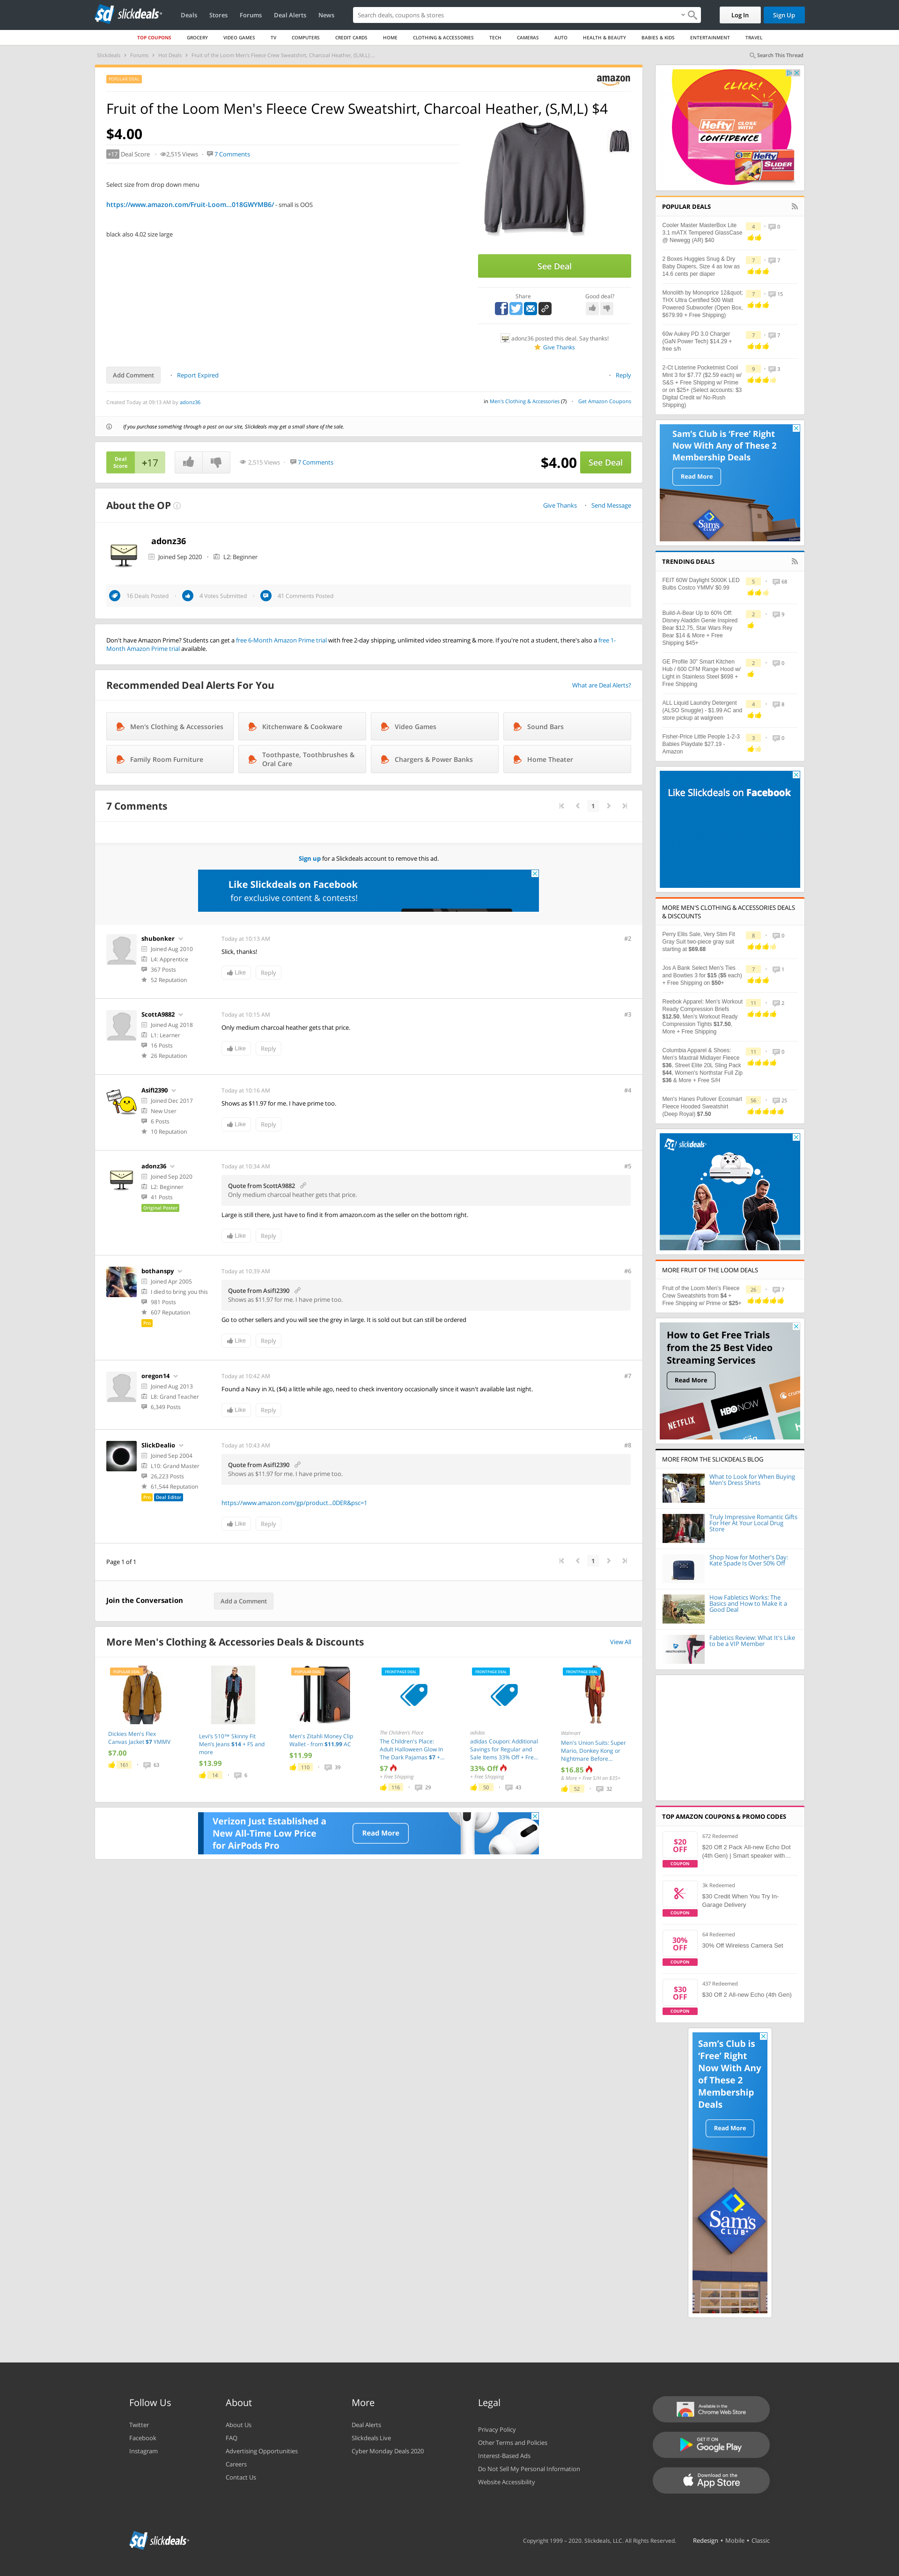 slickdeals
Deals
Stores
Forums
Deal Alerts
News
Search deals, coupons & stores
Log In
Sign Up
TOP COUPONS
GROCERY
VIDEO GAMES
TV
COMPUTERS
CREDIT CARDS
HOME
CLOTHING & ACCESSORIES
TECH
CAMERAS
AUTO
HEALTH & BEAUTY
BABIES & KIDS
ENTERTAINMENT
TRAVEL
Slickdeals > Forums > Hot Deals > Fruit of the Loom Men's Fleece Crew Sweatshirt, Charcoal Heather, (S,M,L) ...
Search This Thread
POPULAR DEAL
amazon
Fruit of the Loom Men's Fleece Crew Sweatshirt, Charcoal Heather, (S,M,L) $4
$4.00
+17 Deal Score
2,515 Views
7 Comments
Select size from drop down menu
https://www.amazon.com/Fruit-Loom...018GWYMB6/ - small is OOS
black also 4.02 size large
See Deal
Share
Good deal?
adonz36 posted this deal. Say thanks!
Give Thanks
Add Comment
Report Expired
Reply
Created Today at 09:13 AM by adonz36
in Men's Clothing & Accessories (7)
Get Amazon Coupons
If you purchase something through a post on our site, Slickdeals may get a small share of the sale.
Deal
Score
+17
2,515 Views
7 Comments
$4.00
See Deal
About the OP
Give Thanks
Send Message
adonz36
Joined Sep 2020
L2: Beginner
16 Deals Posted
4 Votes Submitted
41 Comments Posted
Don't have Amazon Prime? Students can get a free 6-Month Amazon Prime trial with free 2-day shipping, unlimited video streaming & more. If you're not a student, there's also a free 1-
Month Amazon Prime trial available.
Recommended Deal Alerts For You
What are Deal Alerts?
Men's Clothing & Accessories
Kitchenware & Cookware
Video Games
Sound Bars
Family Room Furniture
Toothpaste, Toothbrushes &
Oral Care
Chargers & Power Banks
Home Theater
7 Comments
1
Sign up for a Slickdeals account to remove this ad.
Like Slickdeals on Facebook
for exclusive content & contests!
shubonker
Joined Aug 2010
L4: Apprentice
367 Posts
52 Reputation
Today at 10:13 AM
#2
Slick, thanks!
Like
Reply
ScottA9882
Joined Aug 2018
L1: Learner
16 Posts
26 Reputation
Today at 10:15 AM
#3
Only medium charcoal heather gets that price.
Like
Reply
Asifl2390
Joined Dec 2017
New User
6 Posts
10 Reputation
Today at 10:16 AM
#4
Shows as $11.97 for me. I have prime too.
Like
Reply
adonz36
Joined Sep 2020
L2: Beginner
41 Posts
Original Poster
Today at 10:34 AM
#5
Quote from ScottA9882
Only medium charcoal heather gets that price.
Large is still there, just have to find it from amazon.com as the seller on the bottom right.
Like
Reply
bothanspy
Joined Apr 2005
I died to bring you this
981 Posts
607 Reputation
Pro
Today at 10:39 AM
#6
Quote from Asifl2390
Shows as $11.97 for me. I have prime too.
Go to other sellers and you will see the grey in large. It is sold out but can still be ordered
Like
Reply
oregon14
Joined Aug 2013
L8: Grand Teacher
6,349 Posts
Today at 10:42 AM
#7
Found a Navy in XL ($4) a little while ago, need to check inventory occasionally since it wasn't available last night.
Like
Reply
SlickDealio
Joined Sep 2004
L10: Grand Master
26,223 Posts
61,544 Reputation
Pro
Deal Editor
Today at 10:43 AM
#8
Quote from Asifl2390
Shows as $11.97 for me. I have prime too.
https://www.amazon.com/gp/product...0DER&psc=1
Like
Reply
Page 1 of 1
1
Join the Conversation
Add a Comment
More Men's Clothing & Accessories Deals & Discounts
View All
POPULAR DEAL
Dickies Men's Flex
Canvas Jacket $7 YMMV
$7.00
161
63
Levi's 510™ Skinny Fit
Men's Jeans $14 + FS and
more
$13.99
14
6
POPULAR DEAL
Men's Zitahli Money Clip
Wallet - from $11.99 AC
$11.99
110
39
FRONTPAGE DEAL
The Children's Place
The Children's Place:
Adult Halloween Glow In
The Dark Pajamas $7 +...
$7
+ Free Shipping
116
29
FRONTPAGE DEAL
adidas
adidas Coupon: Additional
Savings for Regular and
Sale Items 33% Off + Fre...
33% Off
+ Free Shipping
50
43
FRONTPAGE DEAL
Walmart
Men's Union Suits: Super
Mario, Donkey Kong or
Nightmare Before...
$16.85
& More + Free S/H on $35+
52
32
Verizon Just Established a
New All-Time Low Price
for AirPods Pro
Read More
CLICK!
Hefty
CLOSE WITH
CONFIDENCE
Hefty
SLIDER
BAGS
POPULAR DEALS
Cooler Master MasterBox Lite
3.1 mATX Tempered GlassCase
@ Newegg (AR) $40
4
0
2 Boxes Huggies Snug & Dry
Baby Diapers, Size 4 as low as
14.6 cents per diaper
7
7
Monolith by Monoprice 12&quot;
THX Ultra Certified 500 Watt
Powered Subwoofer (Open Box,
$679.99 + Free Shipping)
7
15
60w Aukey PD 3.0 Charger
(GaN Power Tech) $14.29 +
free s/h
7
7
2-Ct Listerine Pocketmist Cool
Mint 3 for $7.77 ($2.59 each) w/
S&S + Free Shipping w/ Prime
or on $25+ (Select accounts: $3
Digital Credit w/ No-Rush
Shipping)
9
3
Sam's Club is 'Free' Right
Now With Any of These 2
Membership Deals
Read More
Sam's
CLUB
TRENDING DEALS
FEIT 60W Daylight 5000K LED
Bulbs Costco YMMV $0.99
5
68
Build-A-Bear Up to 60% Off:
Disney Aladdin Genie Inspired
Bear $12.75, Star Wars Rey
Bear $14 & More + Free
Shipping $45+
2
9
GE Profile 30" Smart Kitchen
Hub / 600 CFM Range Hood w/
Light in Stainless Steel $698 +
Free Shipping
2
0
ALL Liquid Laundry Detergent
(ALSO Snuggle) - $1.99 AC and
store pickup at walgreen
4
8
Fisher-Price Little People 1-2-3
Babies Playdate $27.19 -
Amazon
3
0
Like Slickdeals on Facebook
MORE MEN'S CLOTHING & ACCESSORIES DEALS
& DISCOUNTS
Perry Ellis Sale, Very Slim Fit
Gray Suit two-piece gray suit
starting at $69.68
8
0
Jos A Bank Select Men's Ties
and Bowties 3 for $15 ($5 each)
+ Free Shipping on $50+
7
1
Reebok Apparel: Men's Workout
Ready Compression Briefs
$12.50, Men's Workout Ready
Compression Tights $17.50,
More + Free Shipping
11
2
Columbia Apparel & Shoes:
Men's Maxtrail Midlayer Fleece
$36, Street Elite 20L Sling Pack
$44, Women's Northstar Full Zip
$36 & More + Free S/H
11
0
Men's Hanes Pullover Ecosmart
Fleece Hooded Sweatshirt
(Deep Royal) $7.50
56
25
slickdeals
MORE FRUIT OF THE LOOM DEALS
Fruit of the Loom Men's Fleece
Crew Sweatshirts from $4 +
Free Shipping w/ Prime or $25+
26
7
How to Get Free Trials
from the 25 Best Video
Streaming Services
Read More
NETFLIX
HBO NOW
crunchyroll
MORE FROM THE SLICKDEALS BLOG
What to Look for When Buying
Men's Dress Shirts
Truly Impressive Romantic Gifts
For Her At Your Local Drug
Store
Shop Now for Mother's Day:
Kate Spade Is Over 50% Off
How Fabletics Works: The
Basics and How to Make it a
Good Deal
Fabletics Review: What It's Like
to be a VIP Member
TOP AMAZON COUPONS & PROMO CODES
$20
OFF
COUPON
672 Redeemed
$20 Off 2 Pack All-new Echo Dot
(4th Gen) | Smart speaker with...
COUPON
3k Redeemed
$30 Credit When You Try In-
Garage Delivery
30%
OFF
COUPON
64 Redeemed
30% Off Wireless Camera Set
$30
OFF
COUPON
437 Redeemed
$30 Off 2 All-new Echo (4th Gen)
Sam's Club is
'Free' Right
Now With Any
of These 2
Membership
Deals
Read More
Sam's
CLUB
Follow Us
Twitter
Facebook
Instagram
About
About Us
FAQ
Advertising Opportunities
Careers
Contact Us
More
Deal Alerts
Slickdeals Live
Cyber Monday Deals 2020
Legal
Privacy Policy
Other Terms and Policies
Interest-Based Ads
Do Not Sell My Personal Information
Website Accessibility
Available in the
Chrome Web Store
GET IT ON
Google Play
Download on the
App Store
slickdeals
Copyright 1999 – 2020. Slickdeals, LLC. All Rights Reserved.
Redesign • Mobile • Classic